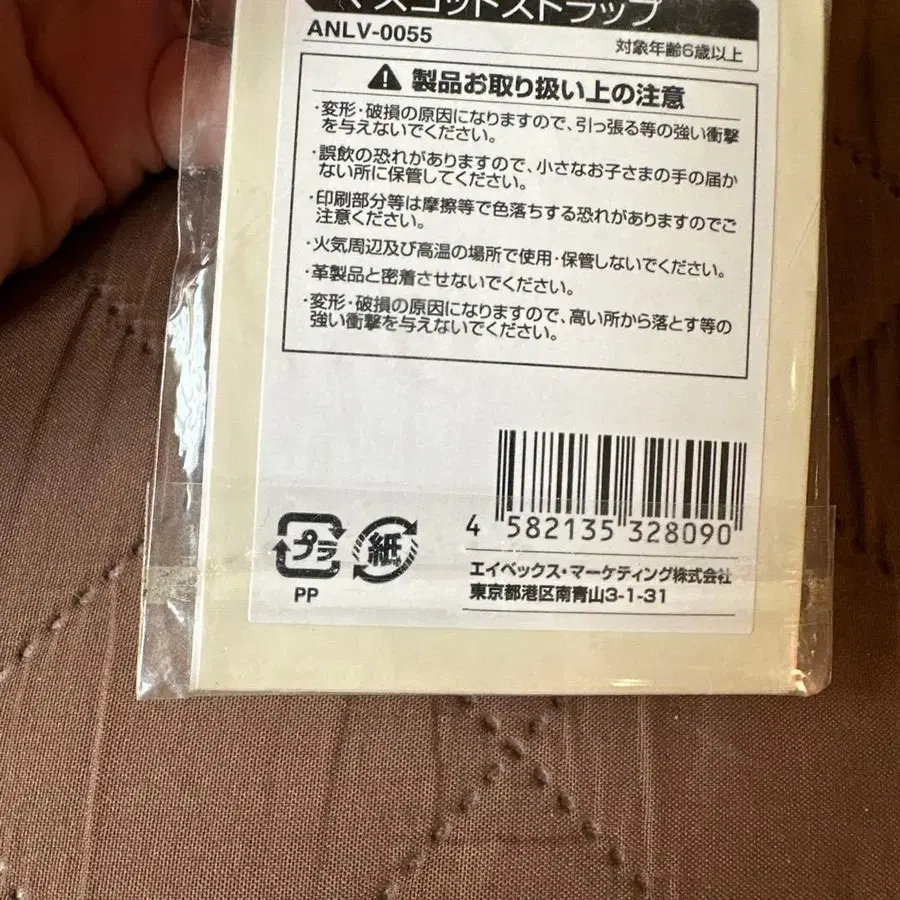 マスコットストラップ
ANLV-0055
対象年齢6歳以上
製品お取り扱い上の注意
・変形・破損の原因になりますので、引っ張る等の強い衝撃
を与えないでください。
・誤飲の恐れがありますので、小さなお子さまの手の届か
ない所に保管してください。
・印刷部分等は摩擦等で色落ちする恐れがありますのでご
注意ください。
・火気周辺及び高温の場所で使用・保管しないでください。
・革製品と密着させないでください。
・変形・破損の原因になりますので、高い所から落とす等の
強い衝撃を与えないでください。
4 582135 328090
プラ 紙
PP
エイベックス・マーケティング株式会社
東京都港区南青山3-1-31